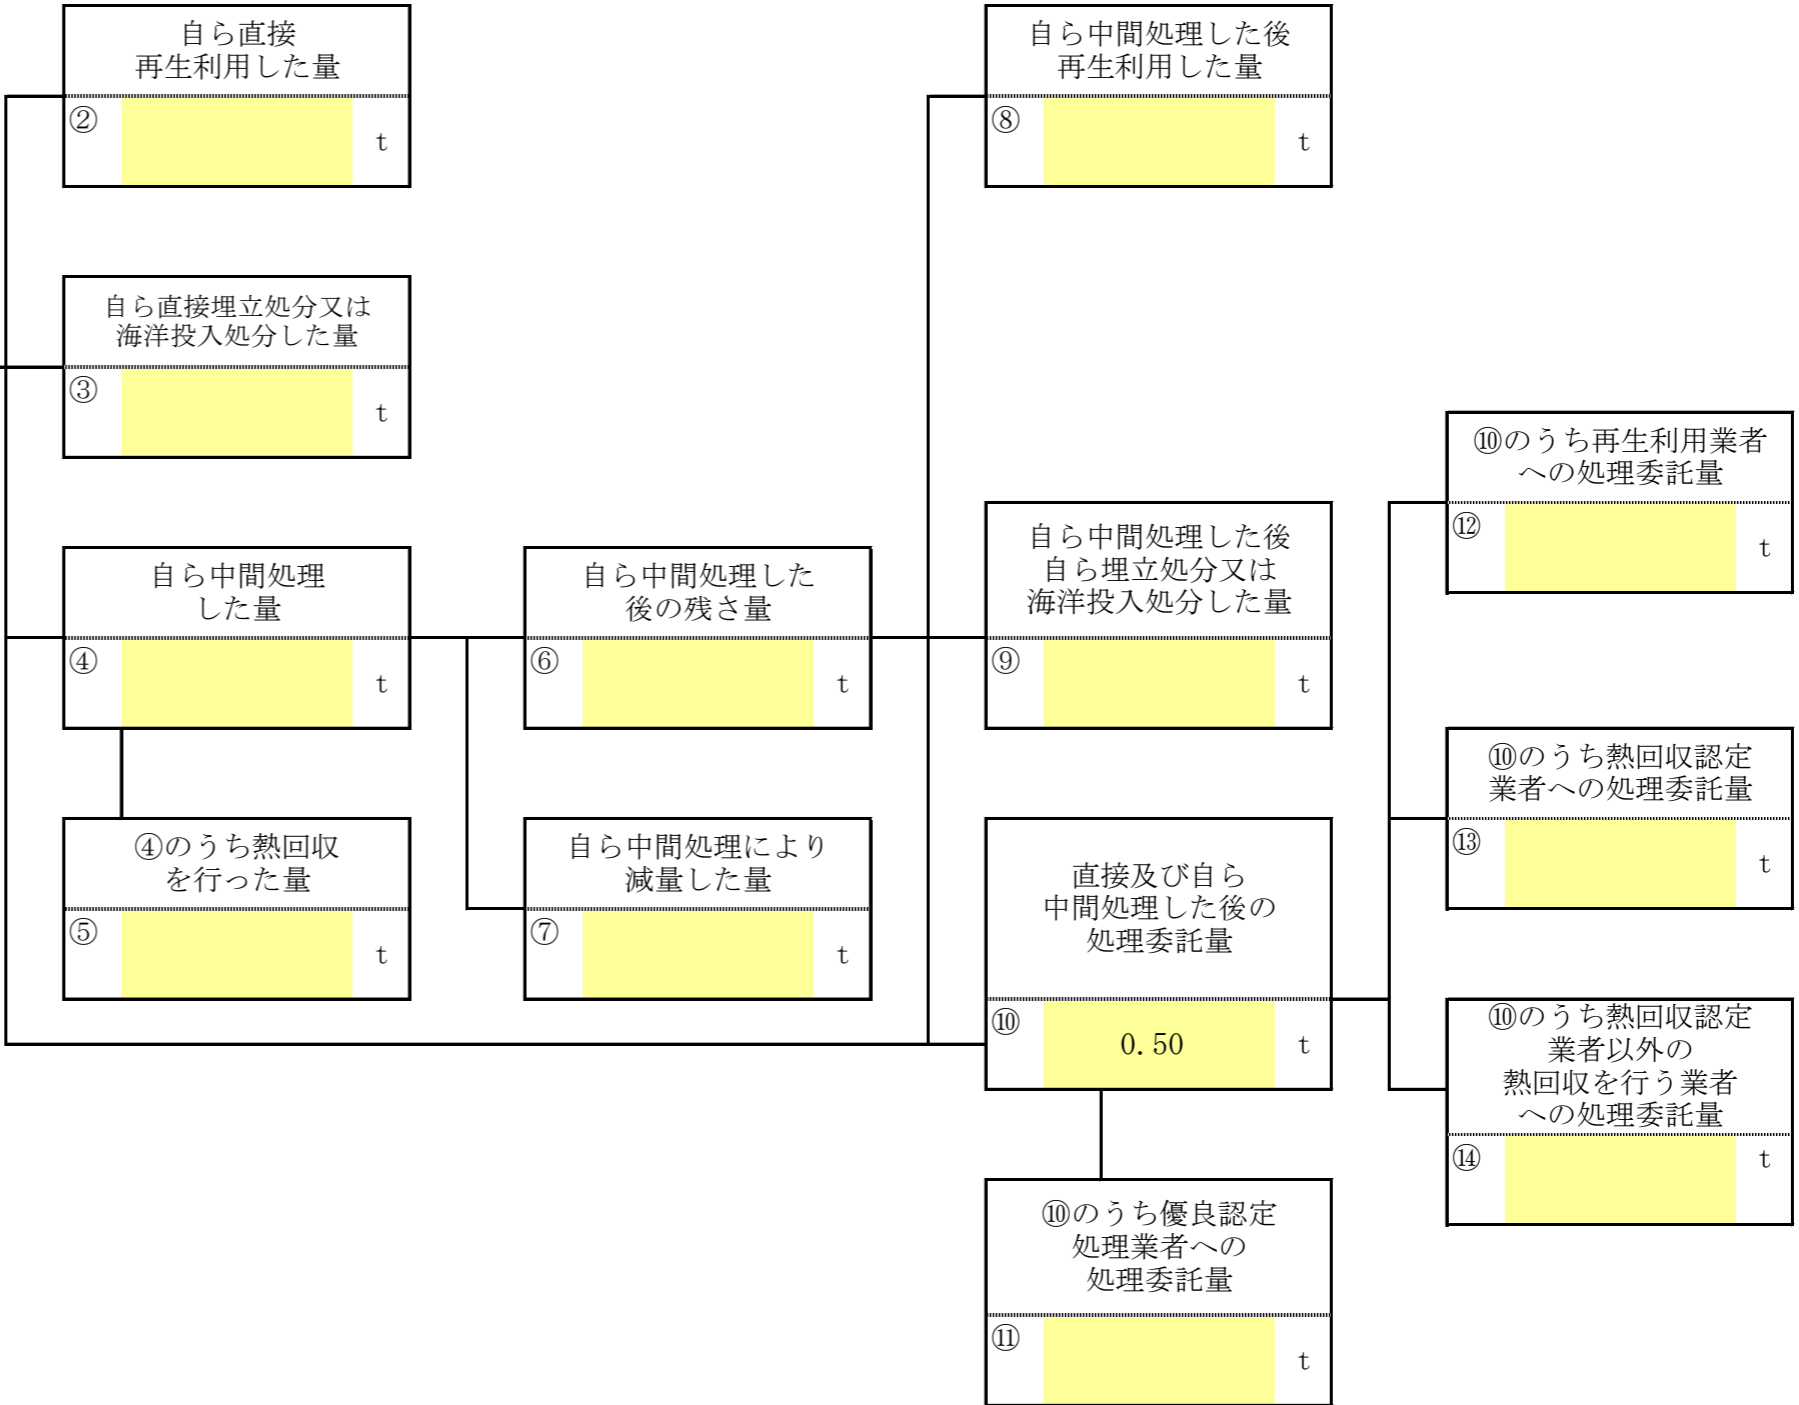 自ら直接
再生利用した量
②
t
自ら中間処理した後
再生利用した量
⑧
t
自ら直接埋立処分又は
海洋投入処分した量
③
t
⑩のうち再生利用業者
への処理委託量
⑫
t
自ら中間処理
した量
④
t
自ら中間処理した
後の残さ量
⑥
t
自ら中間処理した後
自ら埋立処分又は
海洋投入処分した量
⑨
t
⑩のうち熱回収認定
業者への処理委託量
⑬
t
④のうち熱回収
を行った量
⑤
t
自ら中間処理により
減量した量
⑦
t
直接及び自ら
中間処理した後の
処理委託量
⑩
0.50
t
⑩のうち熱回収認定
業者以外の
熱回収を行う業者
への処理委託量
⑭
t
⑩のうち優良認定
処理業者への
処理委託量
⑪
t